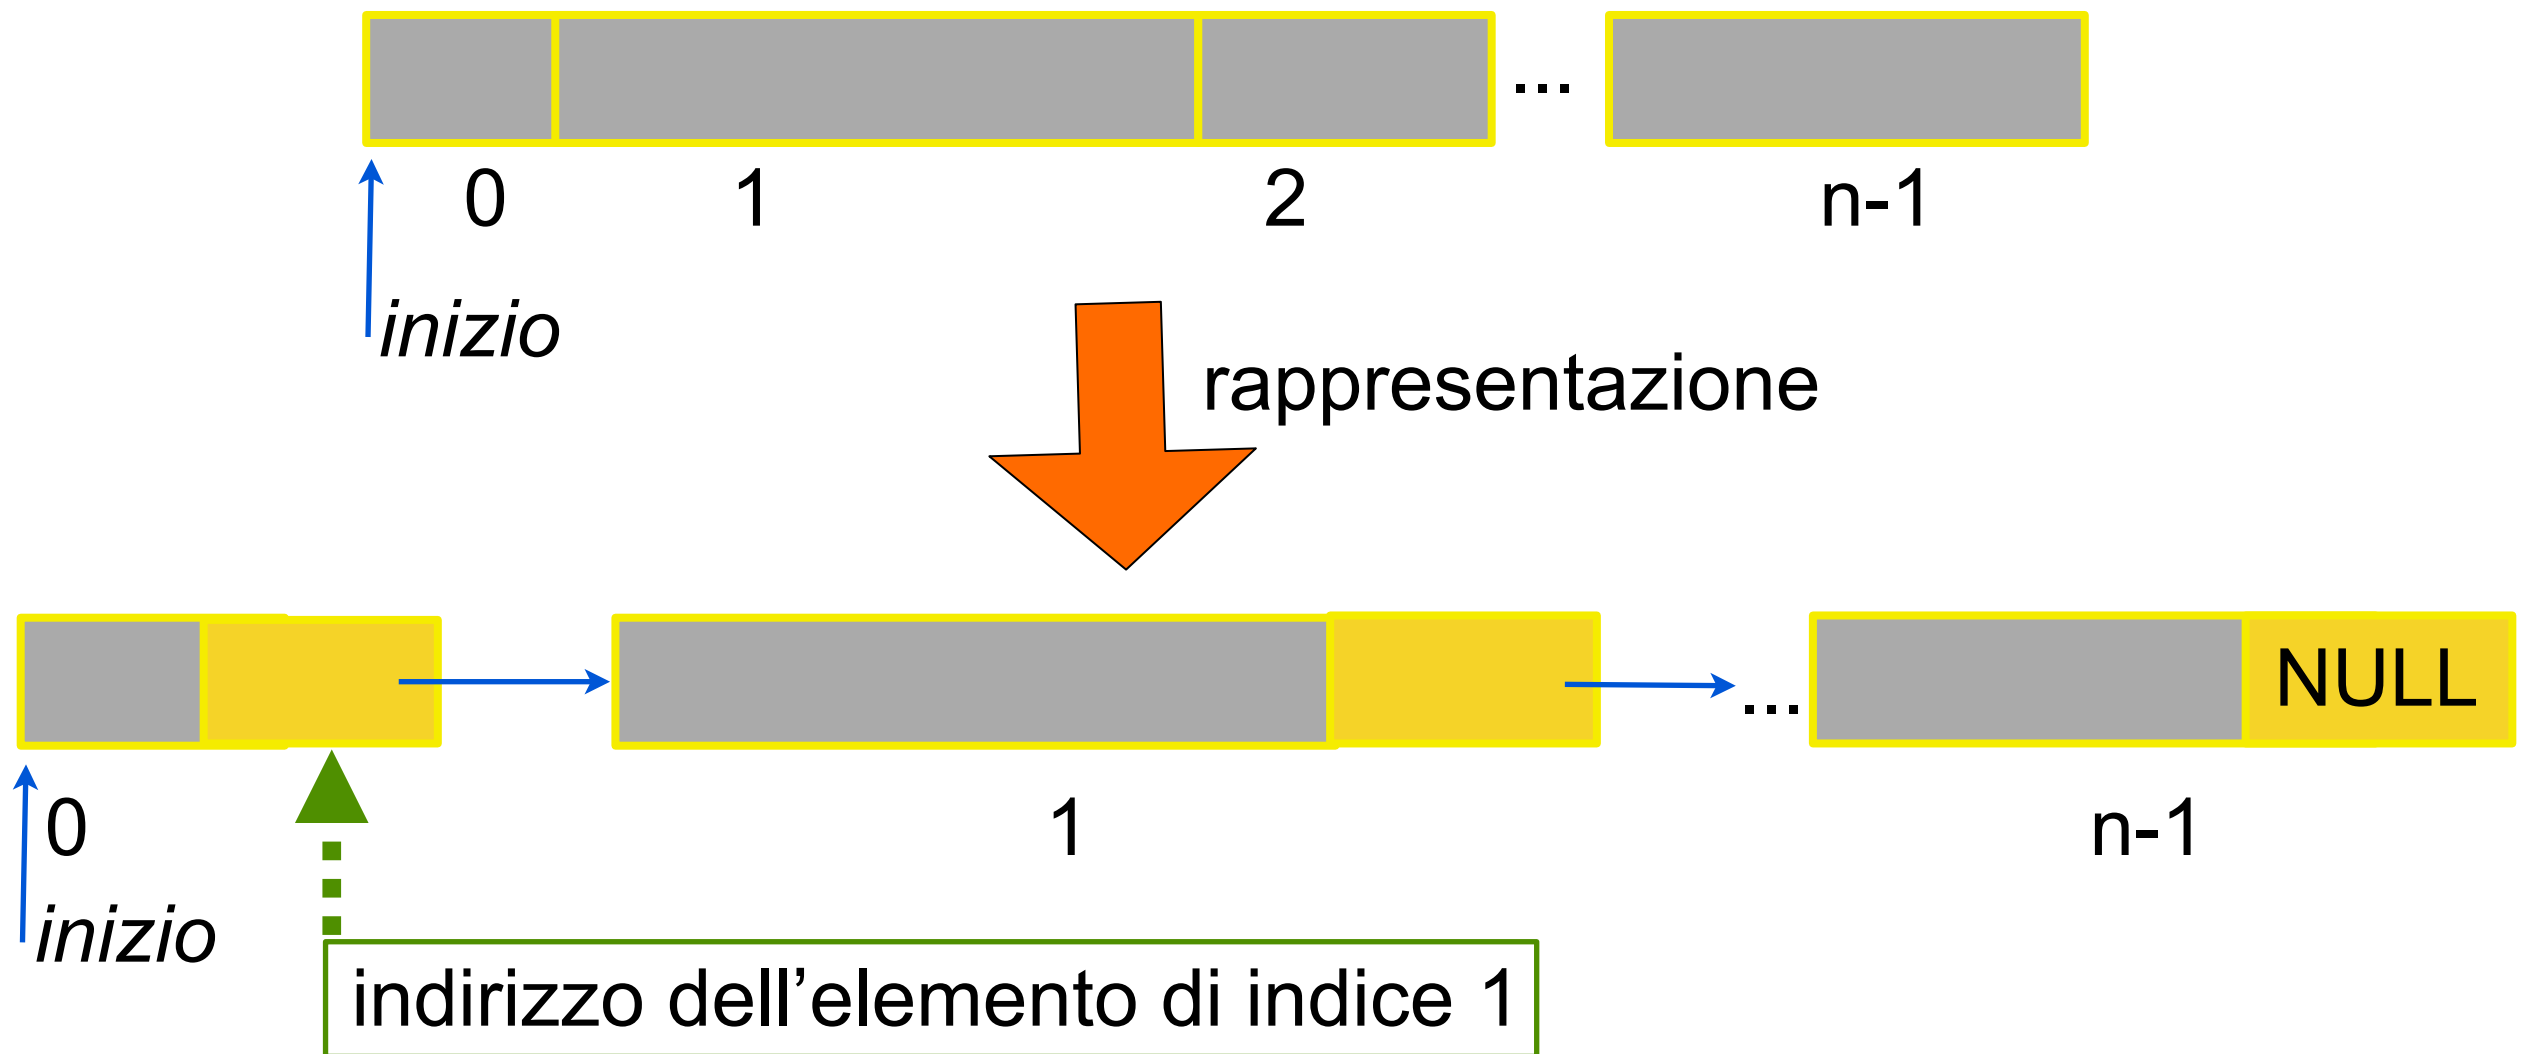 ...
0 1 2 n-1
inizio
rappresentazione
NULL
...
0 1 n-1
inizio
indirizzo dell’elemento di indice 1